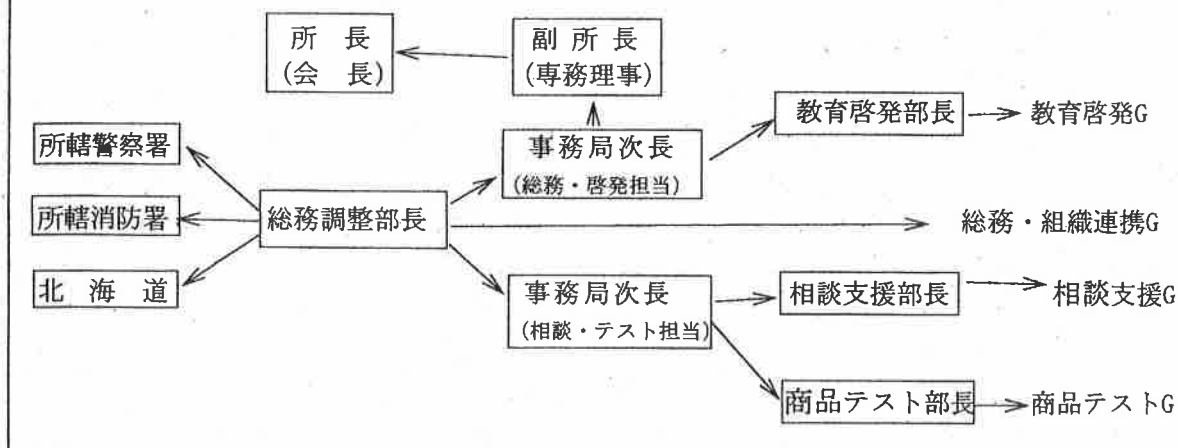 所 長
(会 長)
副 所 長
(専務理事)
教育啓発部長
教育啓発G
所轄警察署
事務局次長
(総務・啓発担当)
所轄消防署
総務調整部長
総務・組織連携G
北 海 道
事務局次長
(相談・テスト担当)
相談支援部長
相談支援G
商品テスト部長
商品テストG